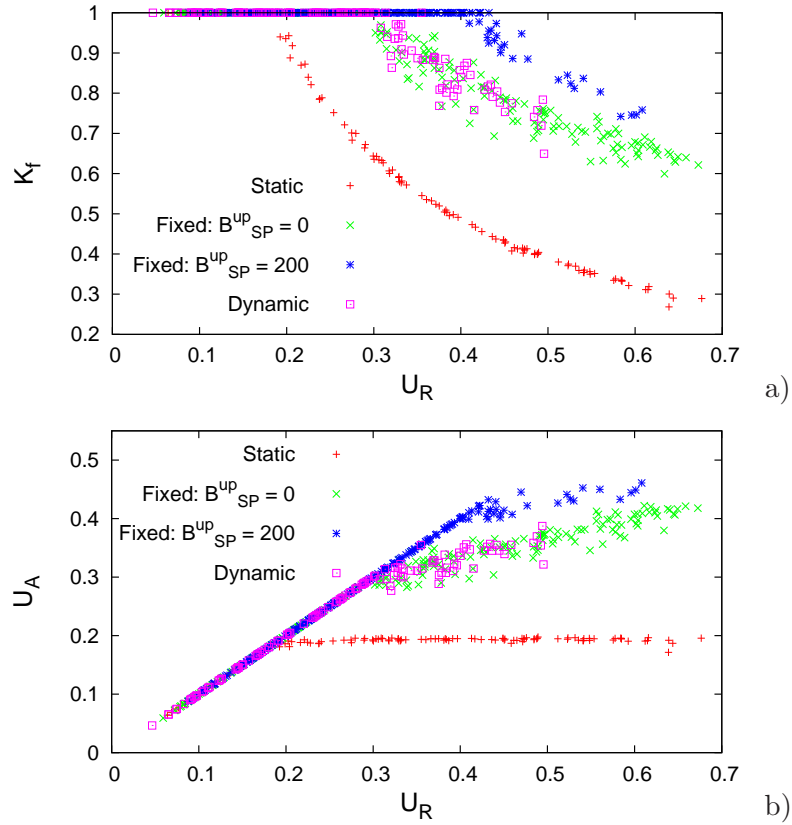 1
0.9
0.8
0.7
0.6
0.5
0.4
0.3
0.2
K_f
Static
Fixed: B^up_SP = 0
Fixed: B^up_SP = 200
Dynamic
0 0.1 0.2 0.3 0.4 0.5 0.6 0.7
U_R
a)
0.5
0.4
0.3
0.2
0.1
0
U_A
Static
Fixed: B^up_SP = 0
Fixed: B^up_SP = 200
Dynamic
0 0.1 0.2 0.3 0.4 0.5 0.6 0.7
U_R
b)